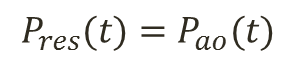 P_res(t) = P_ao(t)